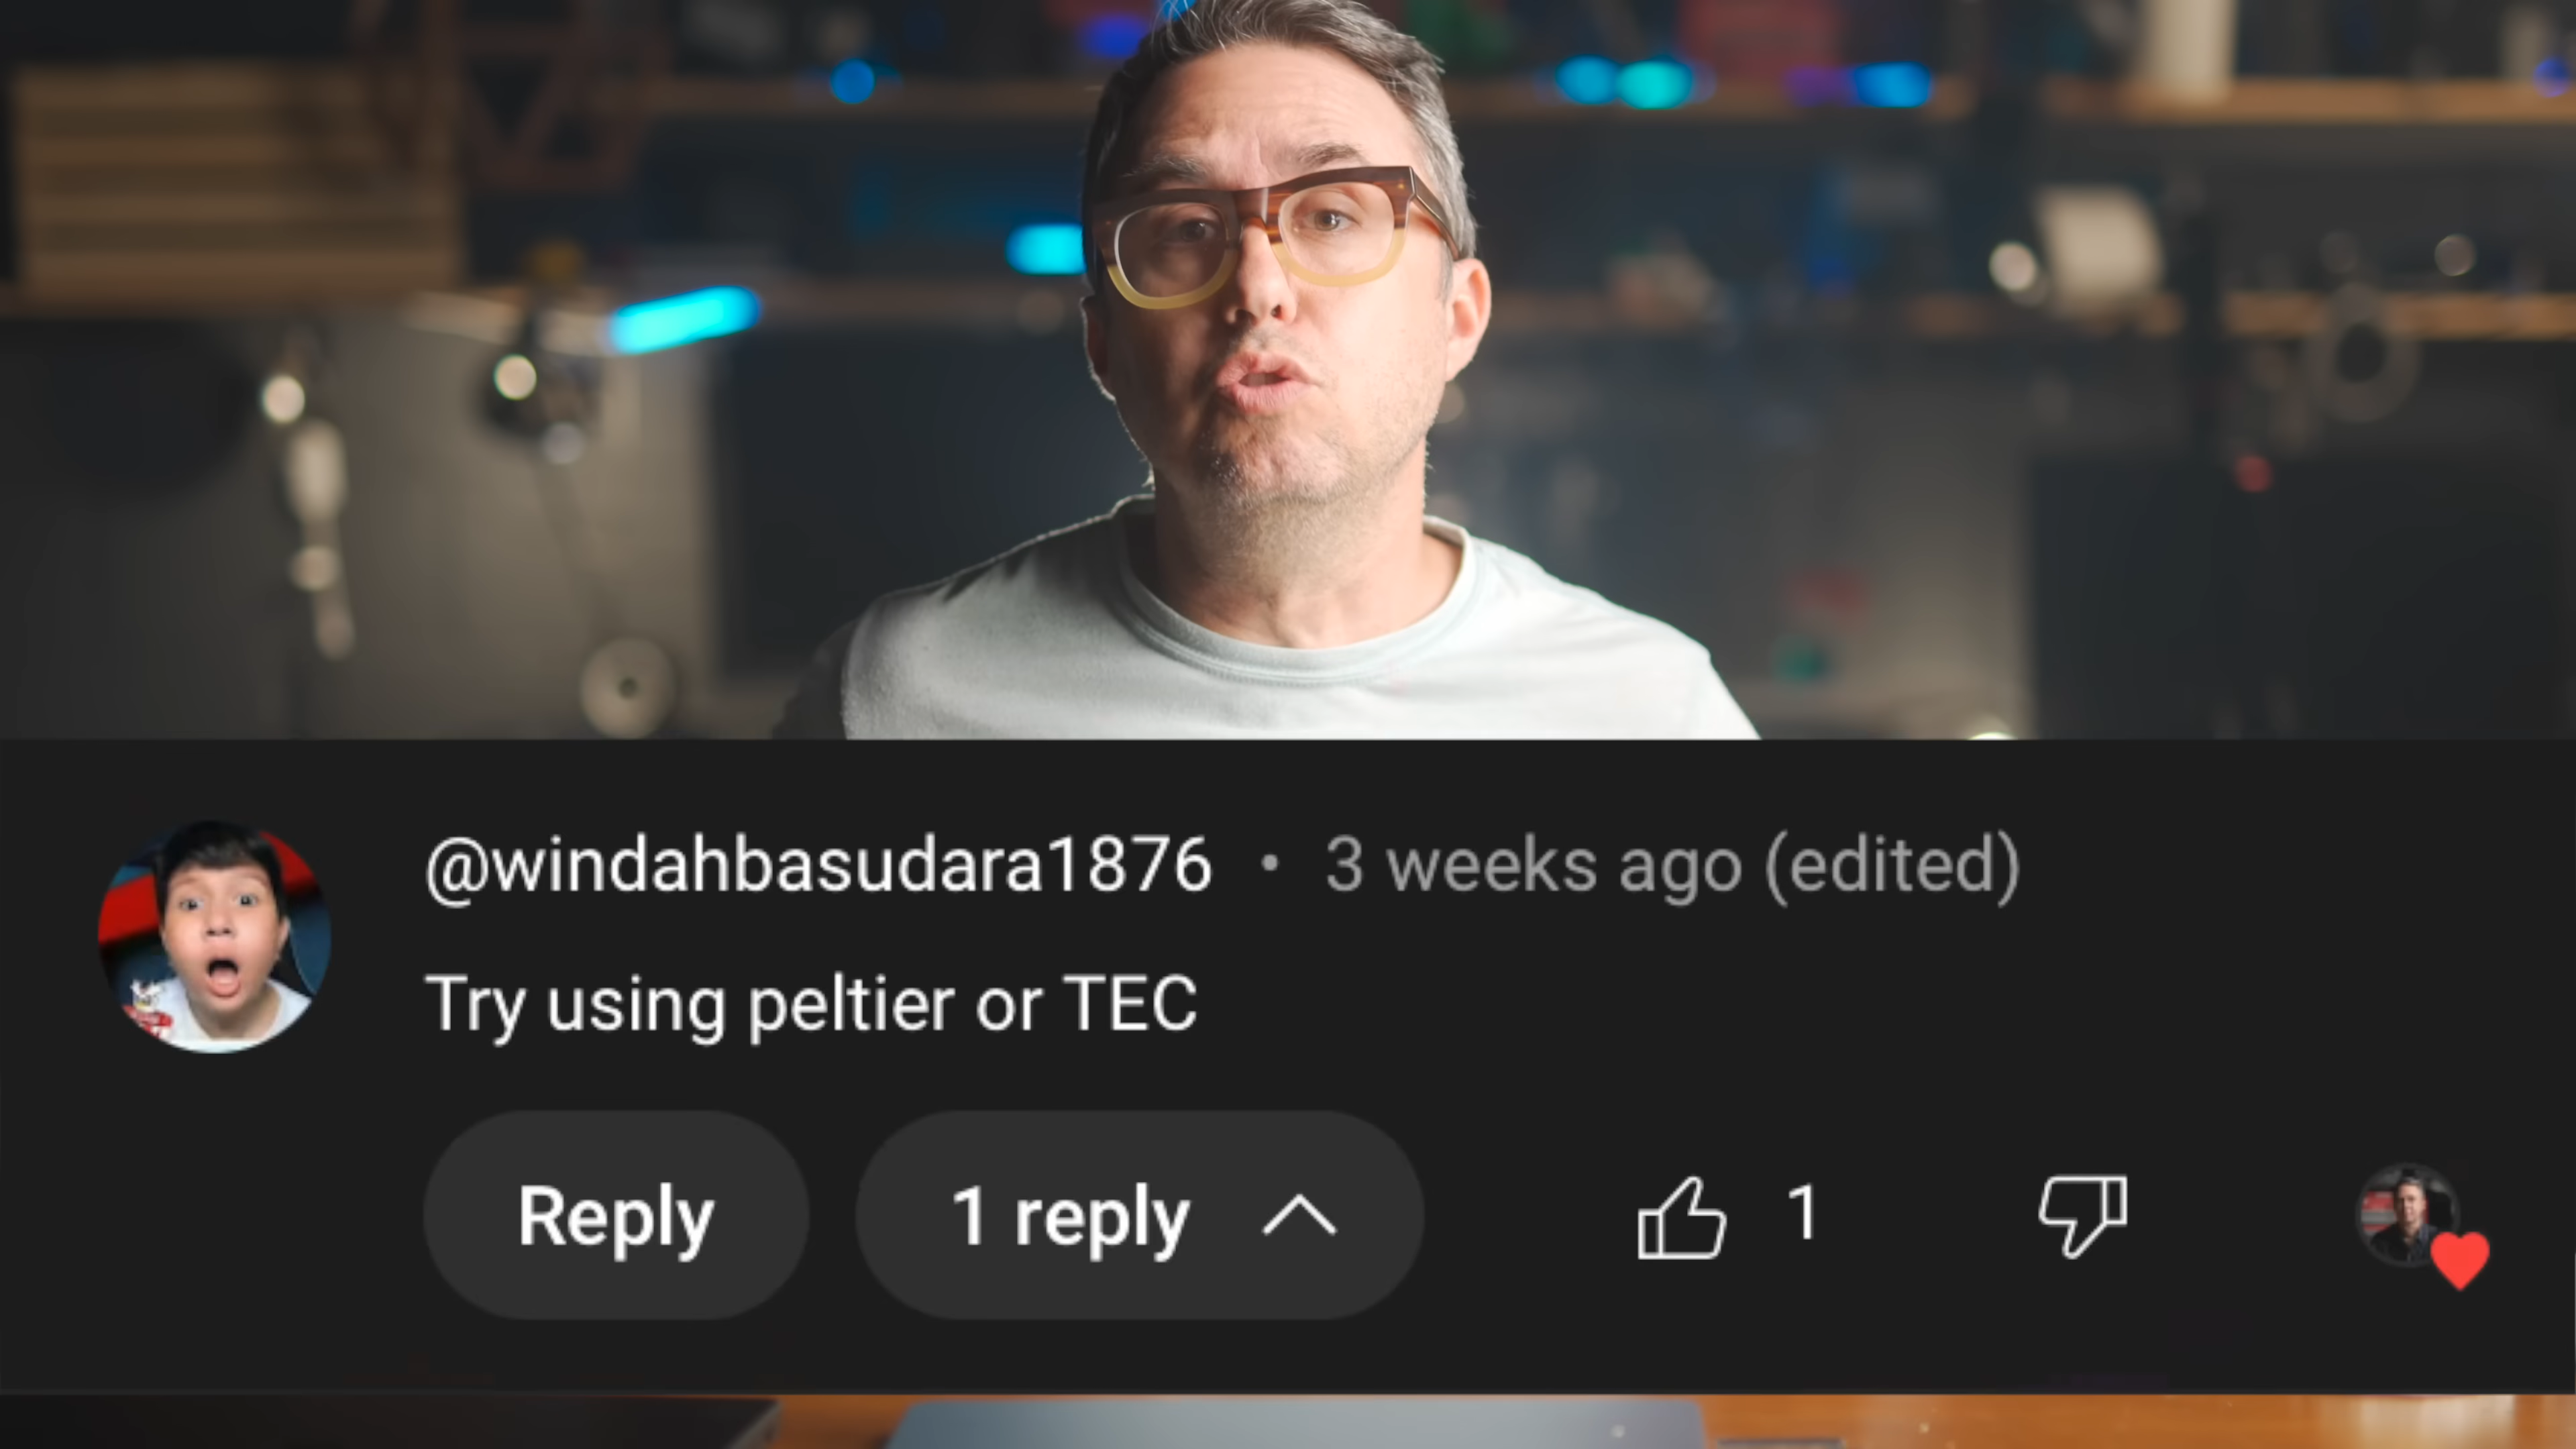 @windahbasudara1876 • 3 weeks ago (edited)
Try using peltier or TEC
Reply 1 reply 1